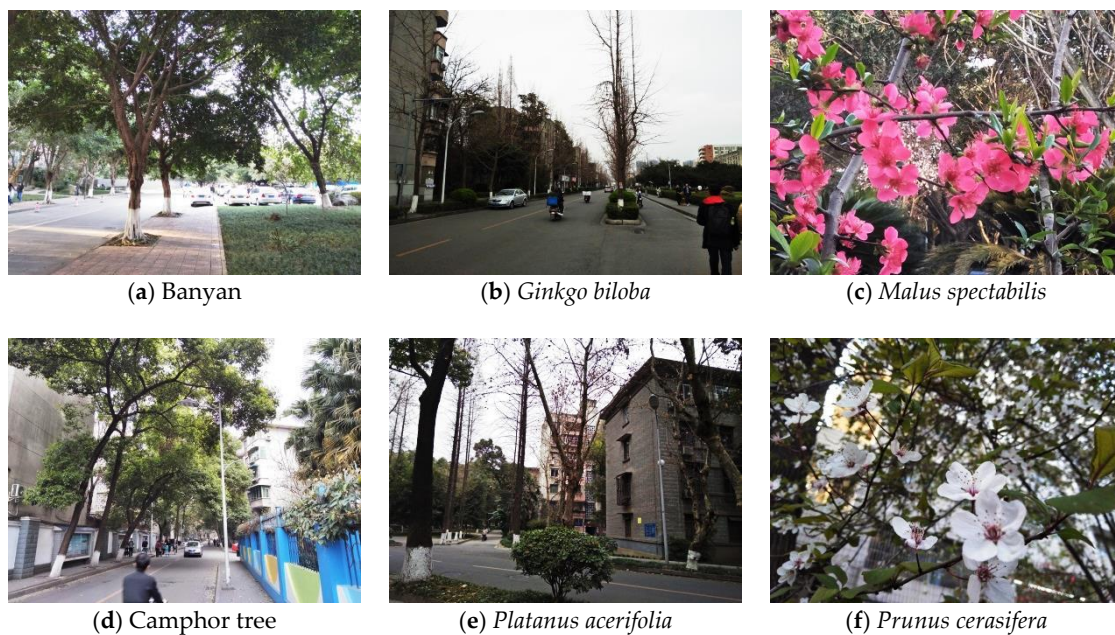 (a) Banyan
(b) Ginkgo biloba
(c) Malus spectabilis
(d) Camphor tree
(e) Platanus acerifolia
(f) Prunus cerasifera